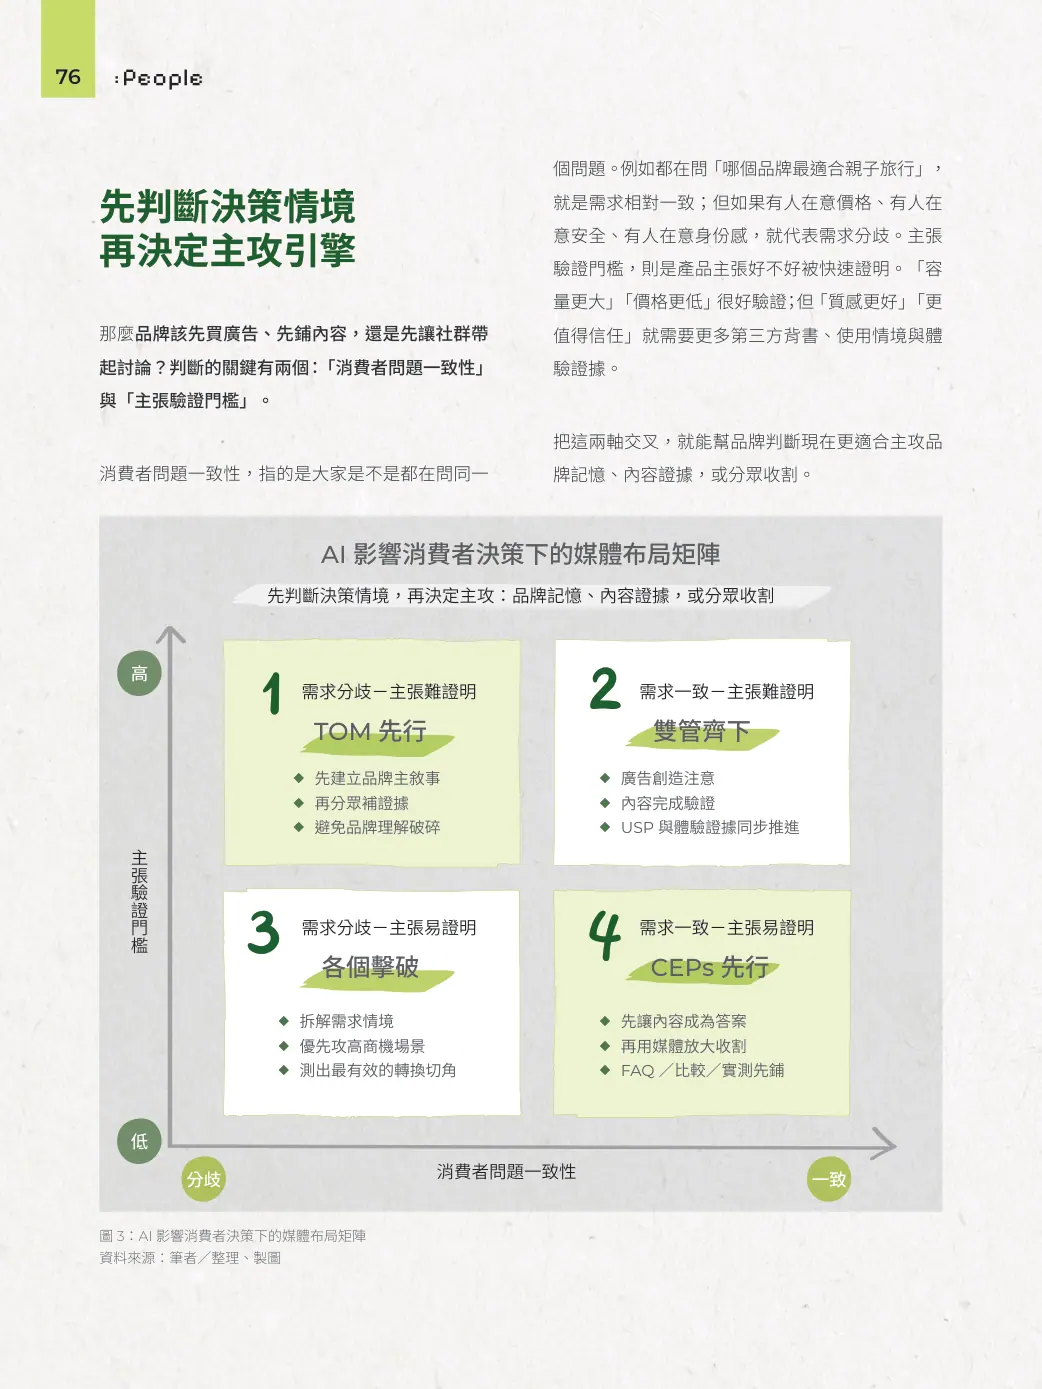 76
:People
先判斷決策情境
再決定主攻引擎
那麼品牌該先買廣告、先鋪內容，還是先讓社群帶
起討論？判斷的關鍵有兩個：「消費者問題一致性」
與「主張驗證門檻」。
消費者問題一致性，指的是大家是不是都在問同一
個問題。例如都在問「哪個品牌最適合親子旅行」，
就是需求相對一致；但如果有人在意價格、有人在
意安全、有人在意身份感，就代表需求分歧。主張
驗證門檻，則是產品主張好不好被快速證明。「容
量更大」「價格更低」很好驗證；但「質感更好」「更
值得信任」就需要更多第三方背書、使用情境與體
驗證據。
把這兩軸交叉，就能幫品牌判斷現在更適合主攻品
牌記憶、內容證據，或分眾收割。
AI 影響消費者決策下的媒體布局矩陣
先判斷決策情境，再決定主攻：品牌記憶、內容證據，或分眾收割
高
主張驗證門檻
低
1
需求分歧－主張難證明
TOM 先行
◆ 先建立品牌主敘事
◆ 再分眾補證據
◆ 避免品牌理解破碎
2
需求一致－主張難證明
雙管齊下
◆ 廣告創造注意
◆ 內容完成驗證
◆ USP 與體驗證據同步推進
3
需求分歧－主張易證明
各個擊破
◆ 拆解需求情境
◆ 優先攻高商機場景
◆ 測出最有效的轉換切角
4
需求一致－主張易證明
CEPs 先行
◆ 先讓內容成為答案
◆ 再用媒體放大收割
◆ FAQ／比較／實測先鋪
分歧
消費者問題一致性
一致
圖 3：AI 影響消費者決策下的媒體布局矩陣
資料來源：筆者／整理、製圖